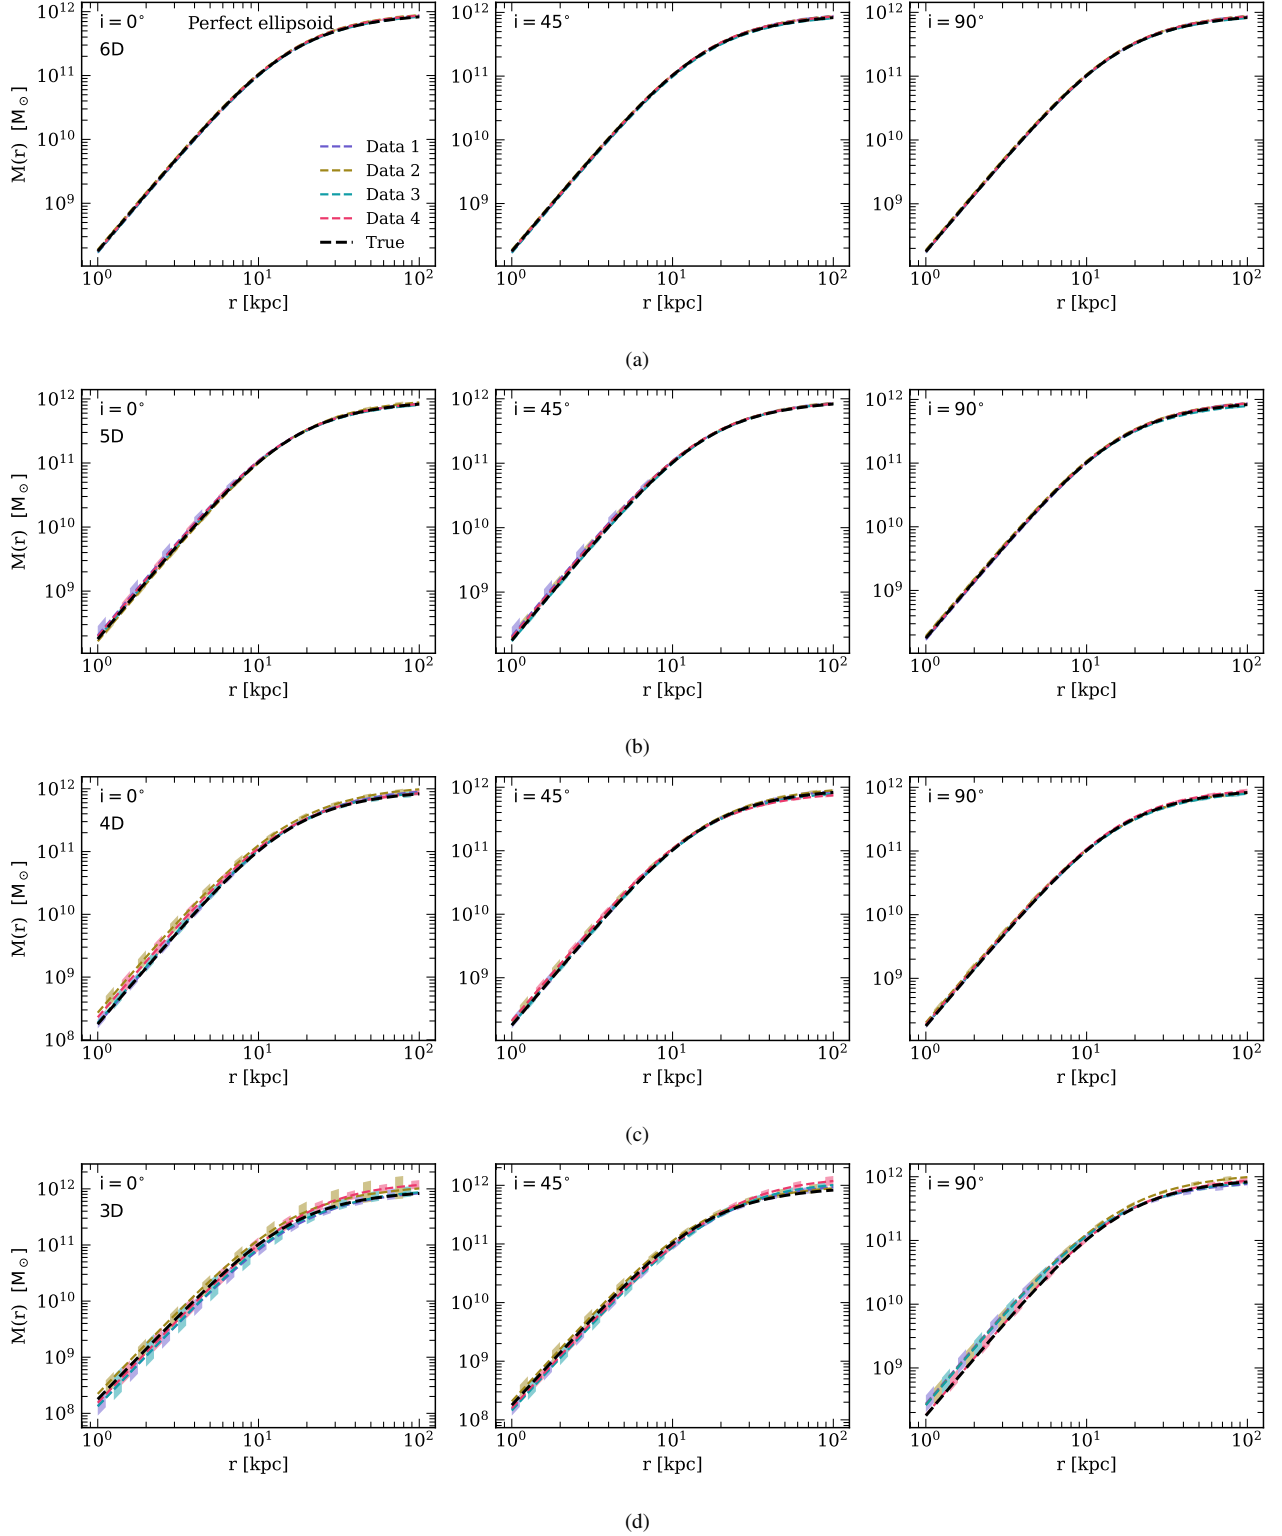 i = 0° Perfect ellipsoid
6D
Data 1
Data 2
Data 3
Data 4
True
10^12
10^11
10^10
10^9
M(r) [M_⊙]
10^0 10^1 10^2
r [kpc]
i = 45°
10^12
10^11
10^10
10^9
10^0 10^1 10^2
r [kpc]
i = 90°
10^12
10^11
10^10
10^9
10^0 10^1 10^2
r [kpc]
(a)
i = 0°
5D
10^12
10^11
10^10
10^9
M(r) [M_⊙]
10^0 10^1 10^2
r [kpc]
i = 45°
10^12
10^11
10^10
10^9
10^0 10^1 10^2
r [kpc]
i = 90°
10^12
10^11
10^10
10^9
10^0 10^1 10^2
r [kpc]
(b)
i = 0°
4D
10^12
10^11
10^10
10^9
10^8
M(r) [M_⊙]
10^0 10^1 10^2
r [kpc]
i = 45°
10^12
10^11
10^10
10^9
10^0 10^1 10^2
r [kpc]
i = 90°
10^12
10^11
10^10
10^9
10^0 10^1 10^2
r [kpc]
(c)
i = 0°
3D
10^12
10^11
10^10
10^9
10^8
M(r) [M_⊙]
10^0 10^1 10^2
r [kpc]
i = 45°
10^12
10^11
10^10
10^9
10^8
10^0 10^1 10^2
r [kpc]
i = 90°
10^12
10^11
10^10
10^9
10^0 10^1 10^2
r [kpc]
(d)